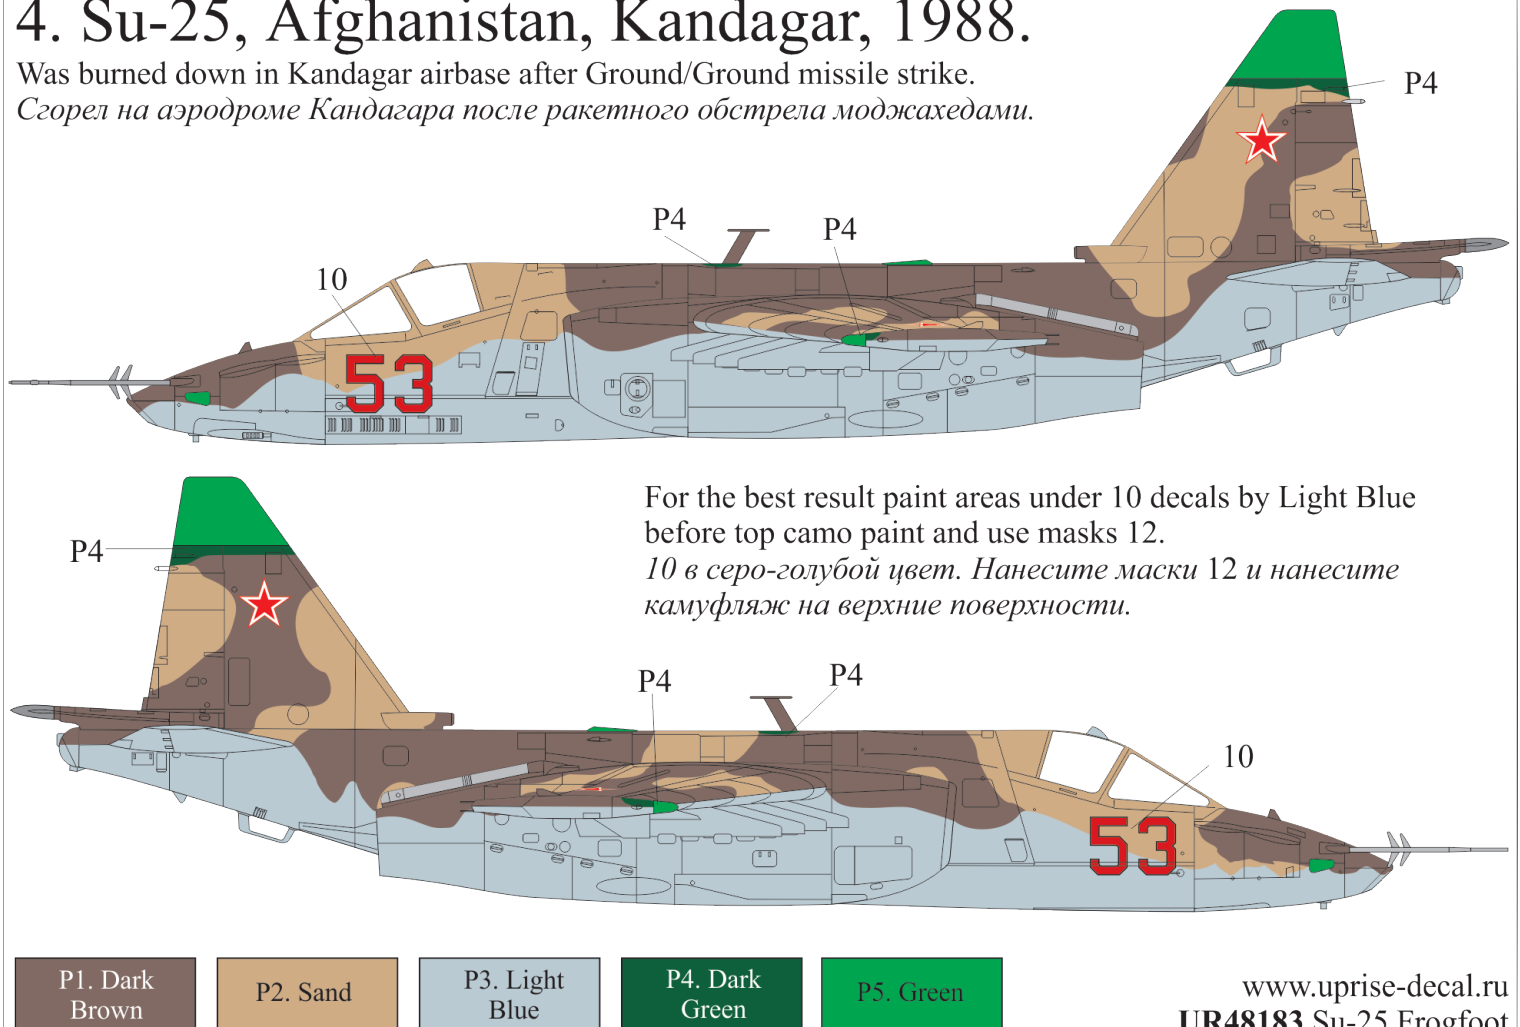 4. Su-25, Afghanistan, Kandagar, 1988.
Was burned down in Kandagar airbase after Ground/Ground missile strike.
Сгорел на аэродроме Кандагара после ракетного обстрела моджахедами.
P4
P4
P4
10
53
For the best result paint areas under 10 decals by Light Blue
before top camo paint and use masks 12.
10 в серо-голубой цвет. Нанесите маски 12 и нанесите
камуфляж на верхние поверхности.
P4
P4
P4
10
53
P1. Dark
Brown
P2. Sand
P3. Light
Blue
P4. Dark
Green
P5. Green
www.uprise-decal.ru
UR48183 Su-25 Frogfoot